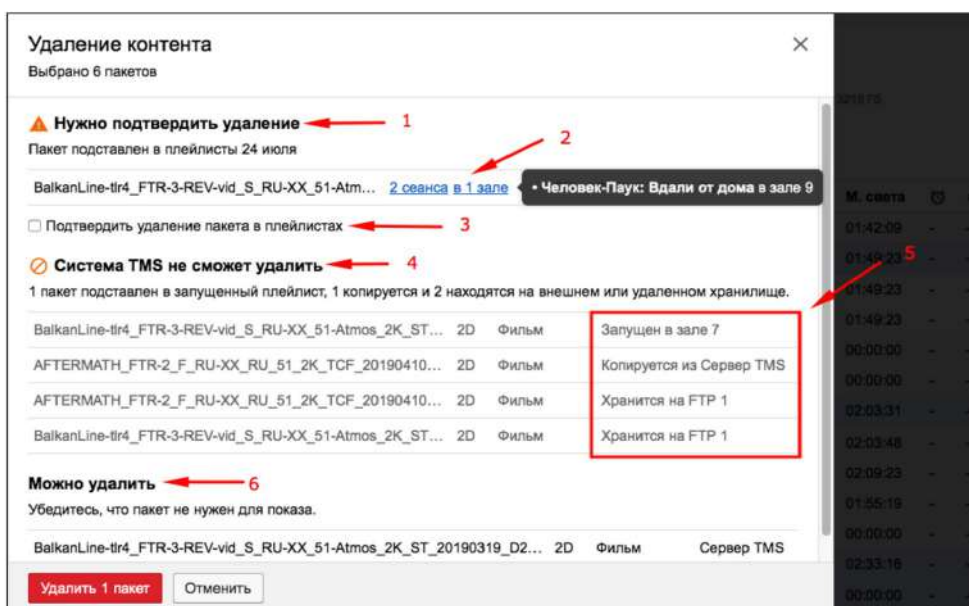 Удаление контента
Выбрано 6 пакетов
Нужно подтвердить удаление 1
Пакет подставлен в плейлисты 24 июля
2
BalkanLine-tlr4_FTR-3-REV-vid_S_RU-XX_51-Atm... 2 сеанса в 1 зале • Человек-Паук: Вдали от дома в зале 9
Подтвердить удаление пакета в плейлистах 3
Система TMS не сможет удалить 4
1 пакет подставлен в запущенный плейлист, 1 копируется и 2 находятся на внешнем или удаленном хранилище.
5
BalkanLine-tlr4_FTR-3-REV-vid_S_RU-XX_51-Atmos_2K_ST... 2D Фильм Запущен в зале 7
AFTERMATH_FTR-2_F_RU-XX_RU_51_2K_TCF_20190410... 2D Фильм Копируется из Сервер TMS
AFTERMATH_FTR-2_F_RU-XX_RU_51_2K_TCF_20190410... 2D Фильм Хранится на FTP 1
BalkanLine-tlr4_FTR-3-REV-vid_S_RU-XX_51-Atmos_2K_ST... 2D Фильм Хранится на FTP 1
Можно удалить 6
Убедитесь, что пакет не нужен для показа.
BalkanLine-tlr4_FTR-3-REV-vid_S_RU-XX_51-Atmos_2K_ST_20190319_D2... 2D Фильм Сервер TMS
Удалить 1 пакет Отменить
М. света
01:42:09 -
01:49:23 -
01:49:23 -
01:49:23 -
00:00:00 -
00:00:00 -
02:03:31 -
02:03:48 -
02:09:23 -
01:55:19 -
00:00:00 -
02:33:16 -
00:00:00 -